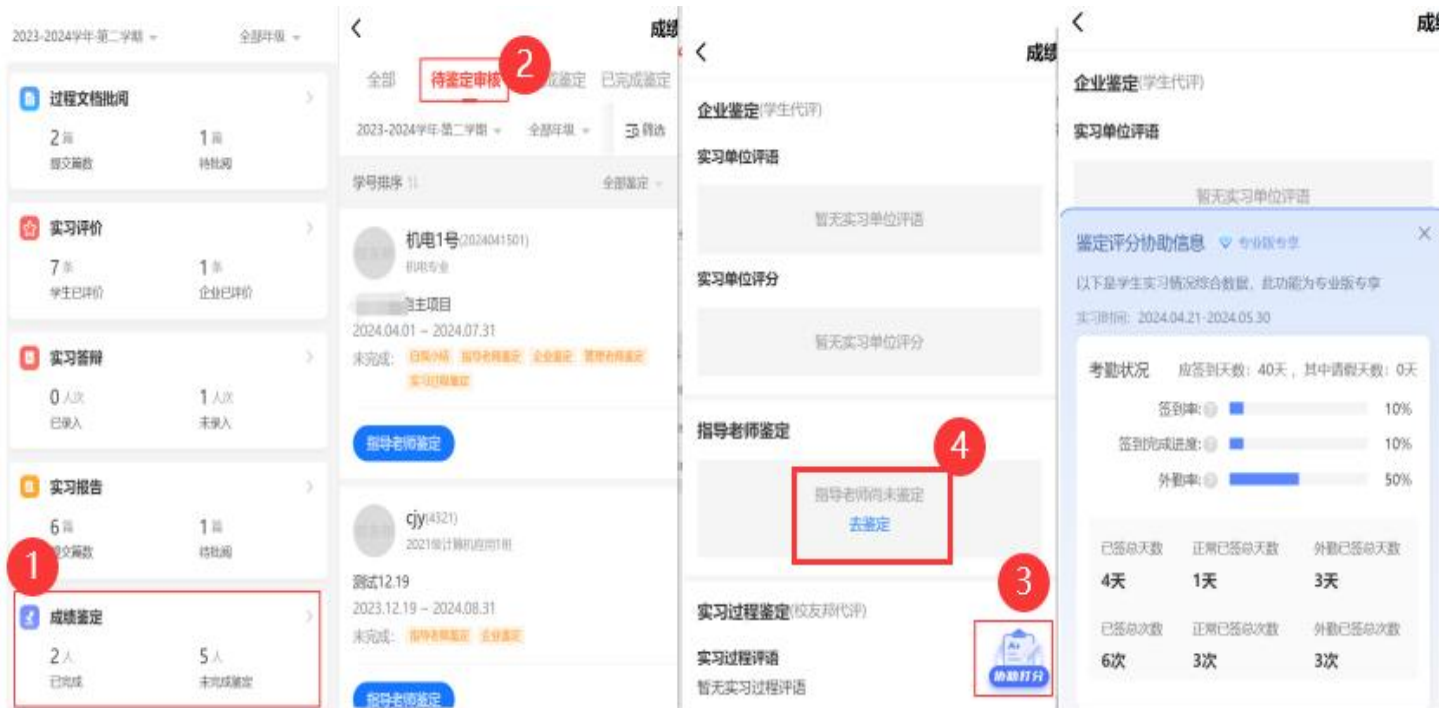 2023-2024学年-第二学期
全部年级
过程文档批阅
2篇
1篇
提交篇数
待批阅
实习评价
7条
1条
学生已评价
企业已评价
实习答辩
0人次
1人次
已录入
未录入
实习报告
6篇
1篇
提交篇数
待批阅
1
成绩鉴定
2人
5人
已完成
未完成鉴定
成绩
2
全部
待鉴定审核
成鉴定
已完成鉴定
2023-2024学年-第二学期
全部年级
筛选
学号排序
全部鉴定
机电1号(2024041501)
机电专业
自主项目
2024.04.01 ~ 2024.07.31
未完成:
指导老师鉴定
企业鉴定
管理老师鉴定
实习过程鉴定
指导老师鉴定
cjy(4321)
2021级计算机应用1班
测试12.19
2023.12.19 ~ 2024.08.31
未完成:
指导老师鉴定
企业鉴定
指导老师鉴定
成绩
企业鉴定(学生代评)
实习单位评语
暂无实习单位评语
实习单位评分
暂无实习单位评分
指导老师鉴定
4
指导老师尚未鉴定
去鉴定
3
实习过程鉴定(校友邦代评)
实习过程评语
暂无实习过程评语
A+
协助打分
成
企业鉴定(学生代评)
实习单位评语
暂无实习单位评语
鉴定评分协助信息
专业版专享
以下是学生实习情况综合数据，此功能为专业版专享
实习时间: 2024.04.21-2024.05.30
考勤状况
应签到天数: 40天，其中请假天数: 0天
签到率:
10%
签到完成进度:
10%
外勤率:
50%
已签总天数
正常已签总天数
外勤已签总天数
4天
1天
3天
已签总次数
正常已签总次数
外勤已签总次数
6次
3次
3次